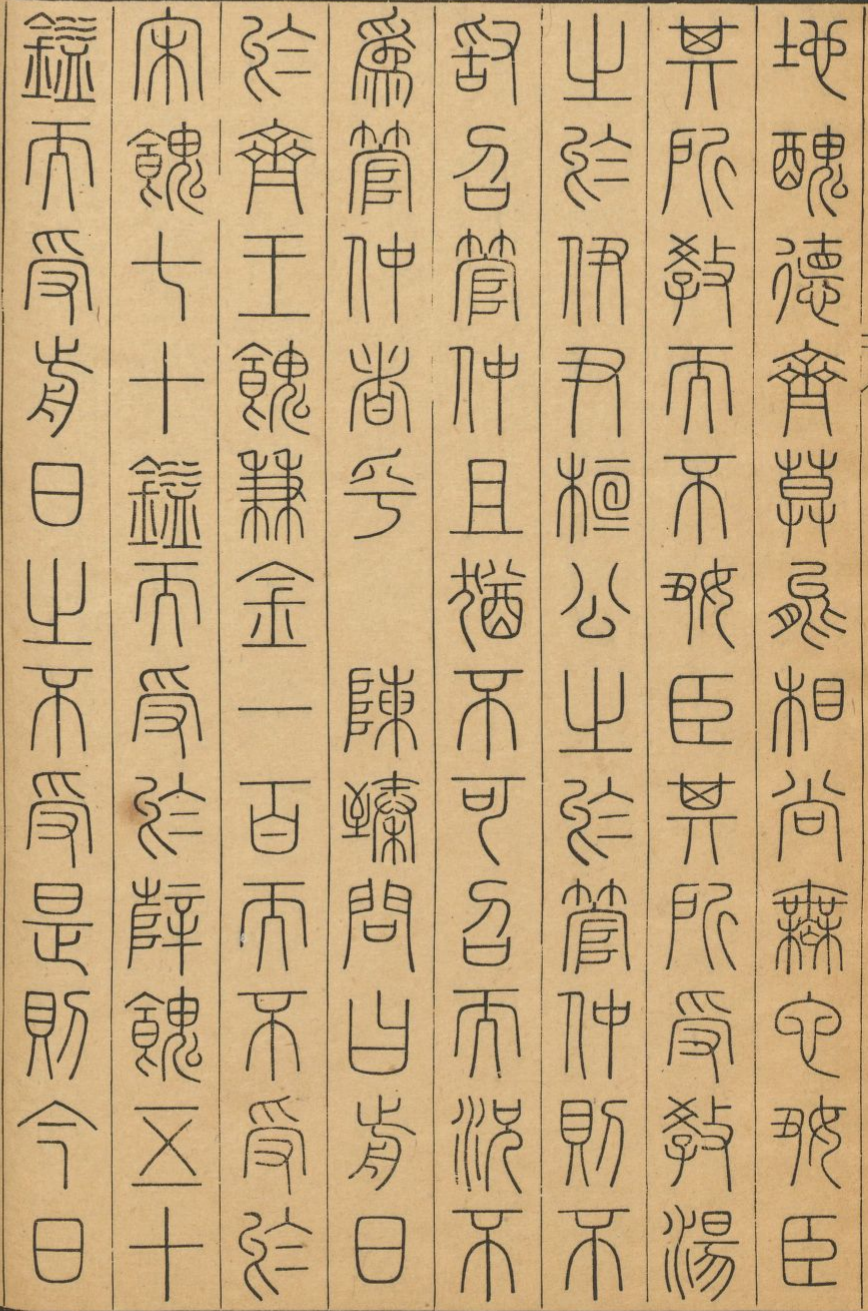 地醜德齊莫能相尚無它好臣
其所教而不好臣其所受教湯
之於伊尹桓公之於管仲則不
敢召管仲且猶不可召而況不
爲管仲者乎　陳臻問曰前日
於齊王餽兼金一百而不受於
宋餽七十鎰而受於薛餽五十
鎰而受前日之不受是則今日